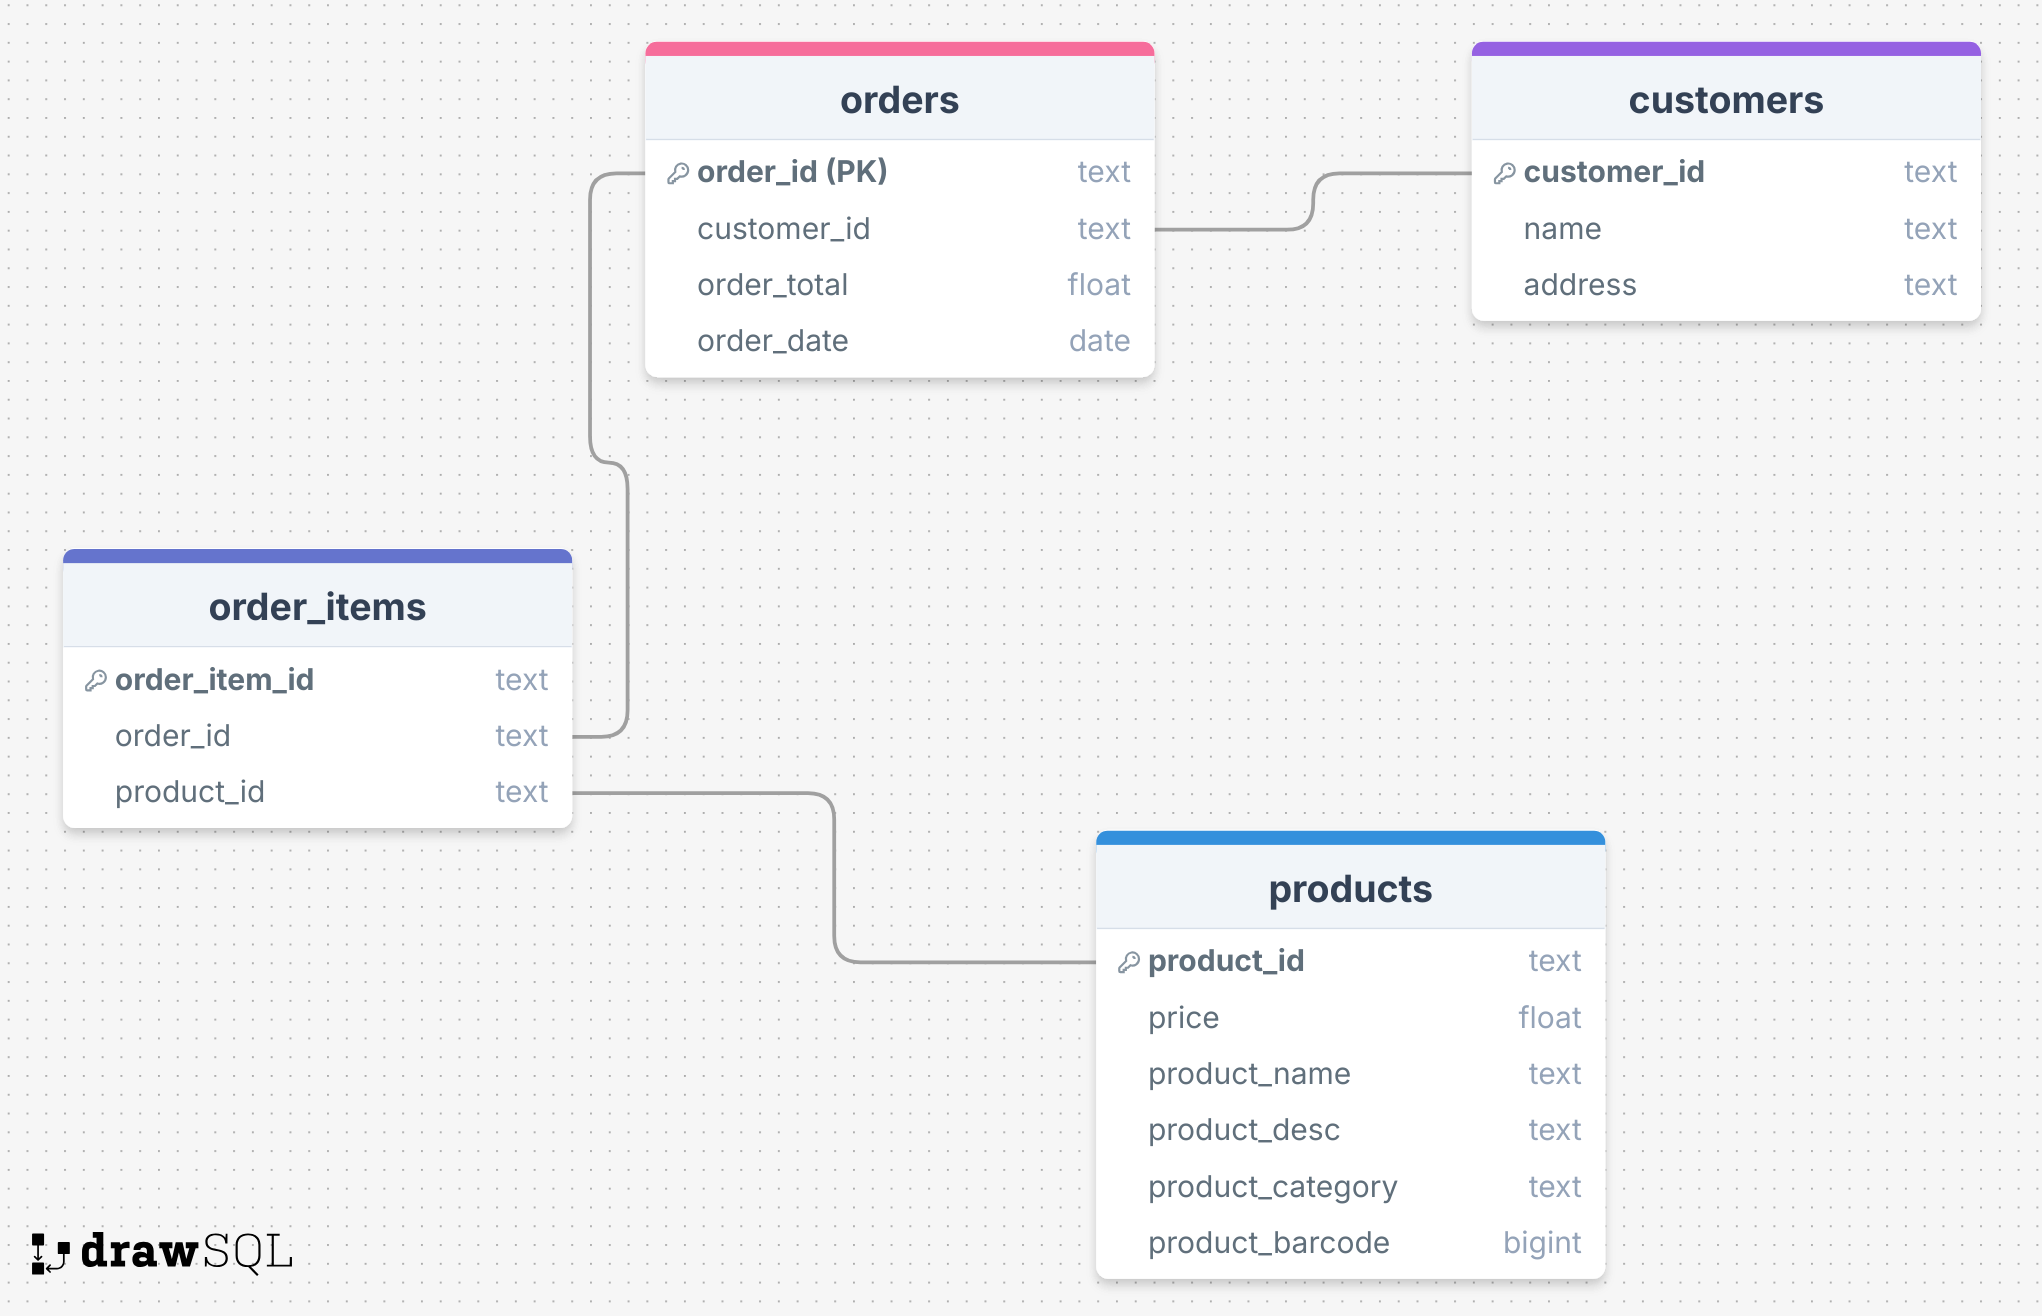 orders
order_id (PK) text
customer_id text
order_total float
order_date date
customers
customer_id text
name text
address text
order_items
order_item_id text
order_id text
product_id text
products
product_id text
price float
product_name text
product_desc text
product_category text
product_barcode bigint
drawSQL